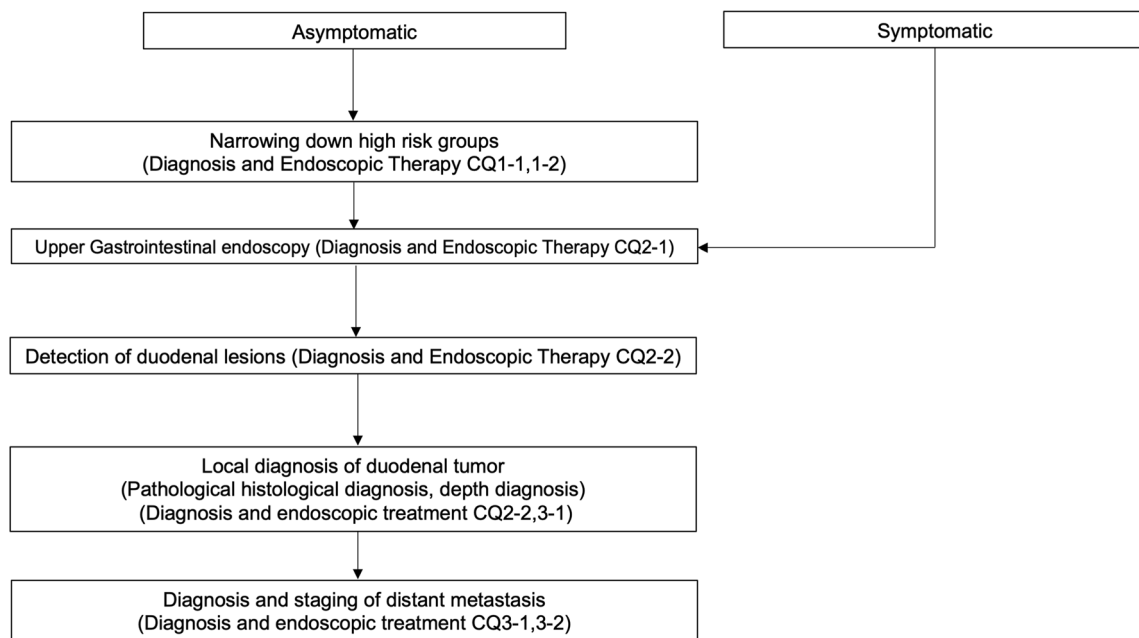 Asymptomatic
Symptomatic
Narrowing down high risk groups
(Diagnosis and Endoscopic Therapy CQ1-1,1-2)
Upper Gastrointestinal endoscopy (Diagnosis and Endoscopic Therapy CQ2-1)
Detection of duodenal lesions (Diagnosis and Endoscopic Therapy CQ2-2)
Local diagnosis of duodenal tumor
(Pathological histological diagnosis, depth diagnosis)
(Diagnosis and endoscopic treatment CQ2-2,3-1)
Diagnosis and staging of distant metastasis
(Diagnosis and endoscopic treatment CQ3-1,3-2)